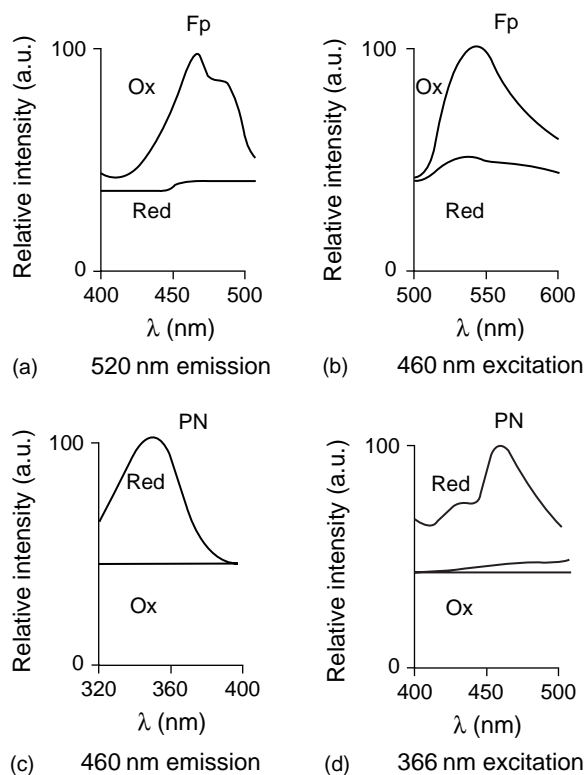 Fp
Relative intensity (a.u.)
100
0
Ox
Red
400 450 500
λ (nm)
(a) 520 nm emission
Fp
Relative intensity (a.u.)
100
0
Ox
Red
500 550 600
λ (nm)
(b) 460 nm excitation
PN
Relative intensity (a.u.)
100
0
Red
Ox
320 360 400
λ (nm)
(c) 460 nm emission
PN
Relative intensity (a.u.)
100
0
Red
Ox
400 450 500
λ (nm)
(d) 366 nm excitation